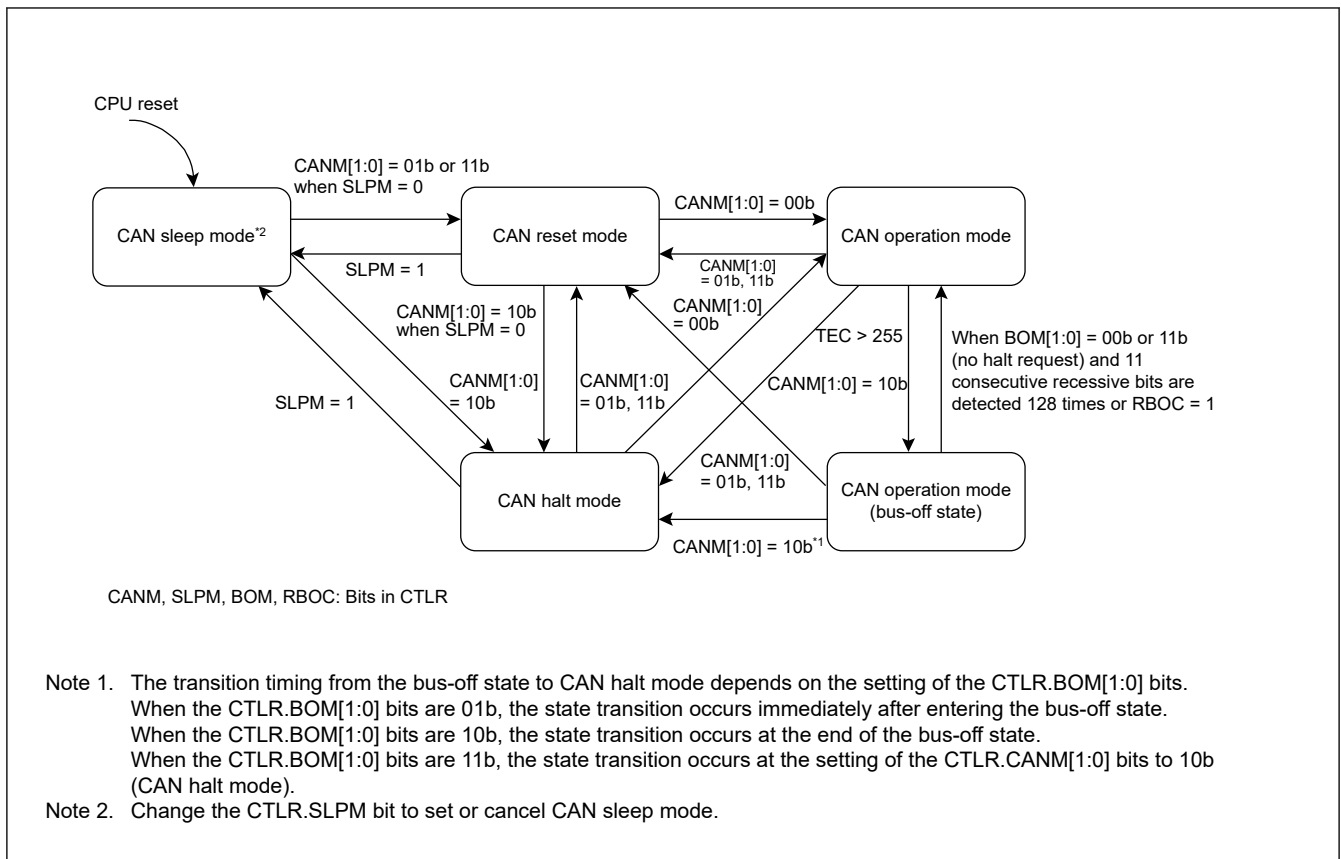 CPU reset
CANM[1:0] = 01b or 11b
when SLPM = 0
CANM[1:0] = 00b
CAN sleep mode*2
CAN reset mode
CAN operation mode
SLPM = 1
CANM[1:0]
= 01b, 11b
CANM[1:0] = 10b
when SLPM = 0
CANM[1:0]
= 00b
TEC > 255
When BOM[1:0] = 00b or 11b
(no halt request) and 11
consecutive recessive bits are
detected 128 times or RBOC = 1
SLPM = 1
CANM[1:0]
= 10b
CANM[1:0]
= 01b, 11b
CANM[1:0] = 10b
CANM[1:0]
= 01b, 11b
CAN halt mode
CAN operation mode
(bus-off state)
CANM[1:0] = 10b*1
CANM, SLPM, BOM, RBOC: Bits in CTLR
Note 1. The transition timing from the bus-off state to CAN halt mode depends on the setting of the CTLR.BOM[1:0] bits.
When the CTLR.BOM[1:0] bits are 01b, the state transition occurs immediately after entering the bus-off state.
When the CTLR.BOM[1:0] bits are 10b, the state transition occurs at the end of the bus-off state.
When the CTLR.BOM[1:0] bits are 11b, the state transition occurs at the setting of the CTLR.CANM[1:0] bits to 10b
(CAN halt mode).
Note 2. Change the CTLR.SLPM bit to set or cancel CAN sleep mode.